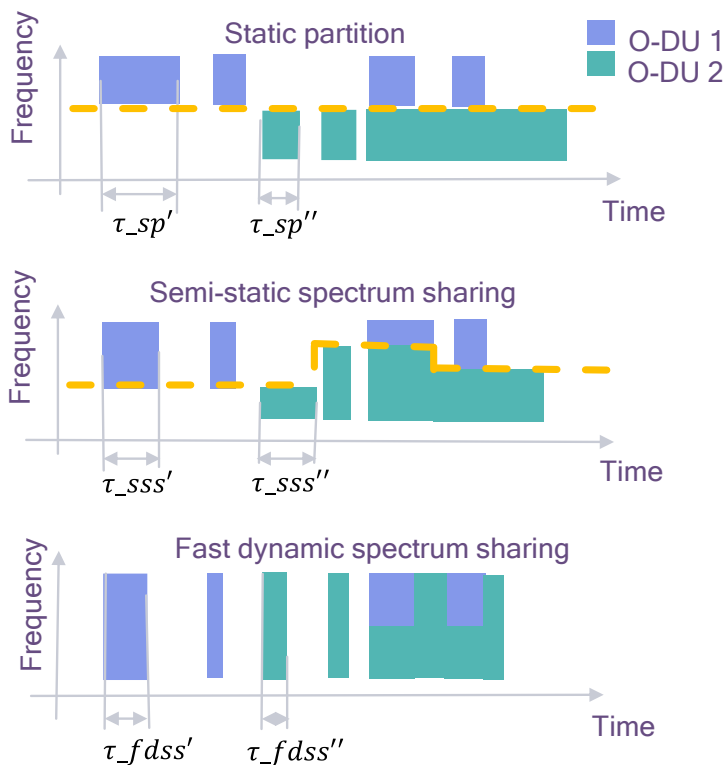 Static partition
O-DU 1
O-DU 2
Frequency
Time
τ_sp′
τ_sp′′
Semi-static spectrum sharing
Frequency
Time
τ_sss′
τ_sss′′
Fast dynamic spectrum sharing
Frequency
Time
τ_fdss′
τ_fdss′′